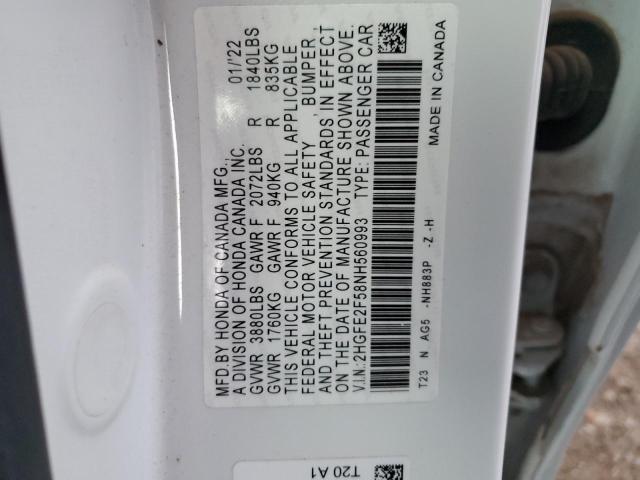 MFD.BY HONDA OF CANADA MFG.,
A DIVISION OF HONDA CANADA INC. 01/'22
GVWR 3880LBS GAWR F 2072LBS R 1840LBS
GVWR 1760KG GAWR F 940KG R 835KG
THIS VEHICLE CONFORMS TO ALL APPLICABLE
FEDERAL MOTOR VEHICLE SAFETY BUMPER,
AND THEFT PREVENTION STANDARDS IN EFFECT
ON THE DATE OF MANUFACTURE SHOWN ABOVE.
V.I.N.:2HGFE2F58NH560993 TYPE: PASSENGER CAR
T23 N AG5 -NH883P -Z -H
MADE IN CANADA
T20 A1